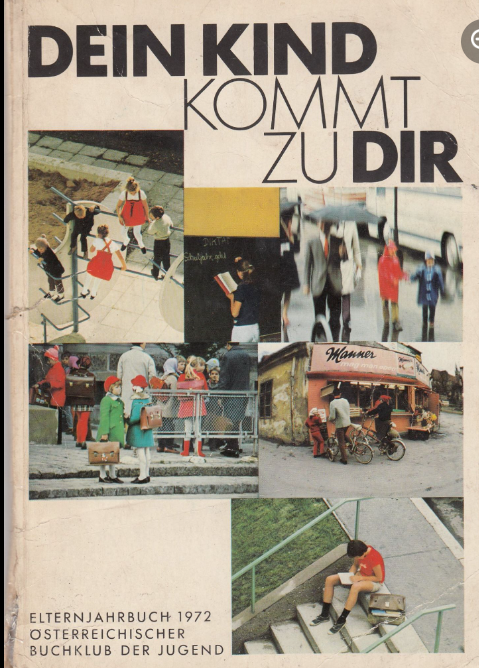 DEIN KIND
KOMMT
ZU DIR
Manner
ELTERNJAHRBUCH 1972
ÖSTERREICHISCHER
BUCHKLUB DER JUGEND